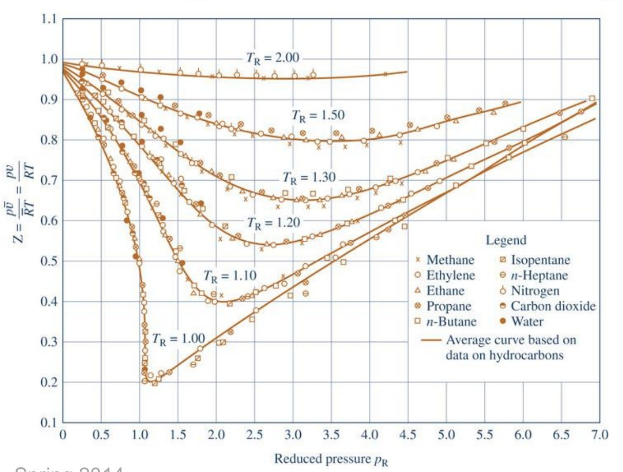 1.1
1.0
0.9
0.8
0.7
0.6
0.5
0.4
0.3
0.2
0.1
Z = p v̄ / R̄T = pv / RT
T_R = 2.00
T_R = 1.50
T_R = 1.30
T_R = 1.20
T_R = 1.10
T_R = 1.00
Legend
× Methane
○ Ethylene
△ Ethane
⊗ Propane
□ n-Butane
Isopentane
n-Heptane
Nitrogen
Carbon dioxide
● Water
— Average curve based on
data on hydrocarbons
0 0.5 1.0 1.5 2.0 2.5 3.0 3.5 4.0 4.5 5.0 5.5 6.0 6.5 7.0
Reduced pressure p_R
Spring 2014